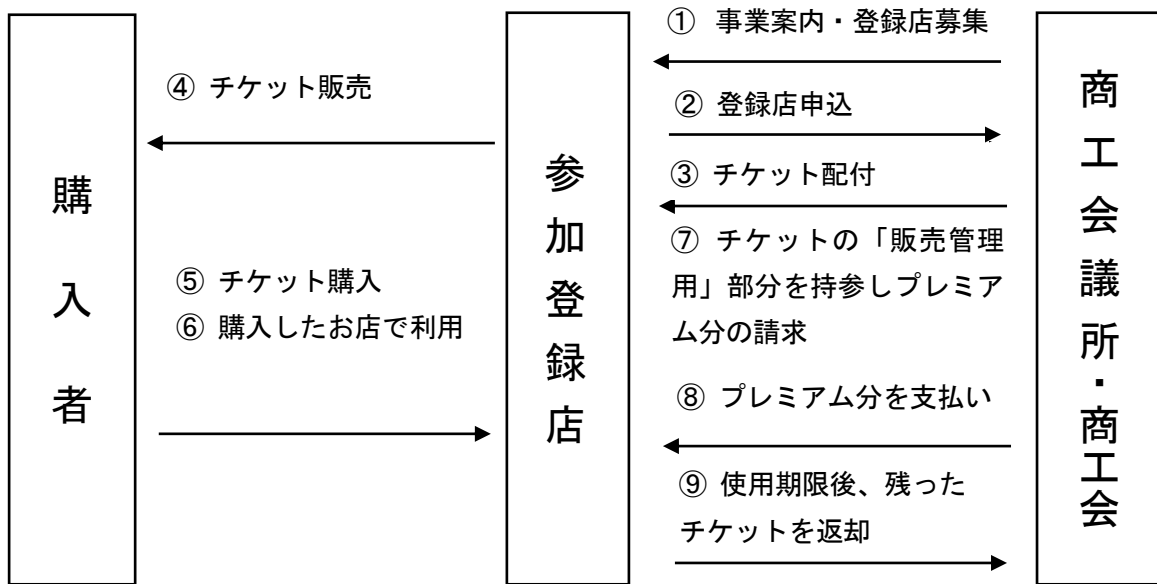 購入者
④ チケット販売
⑤ チケット購入
⑥ 購入したお店で利用
参加登録店
① 事業案内・登録店募集
② 登録店申込
③ チケット配付
⑦ チケットの「販売管理
用」部分を持参しプレミア
ム分の請求
⑧ プレミアム分を支払い
⑨ 使用期限後、残った
チケットを返却
商工会議所・商工会